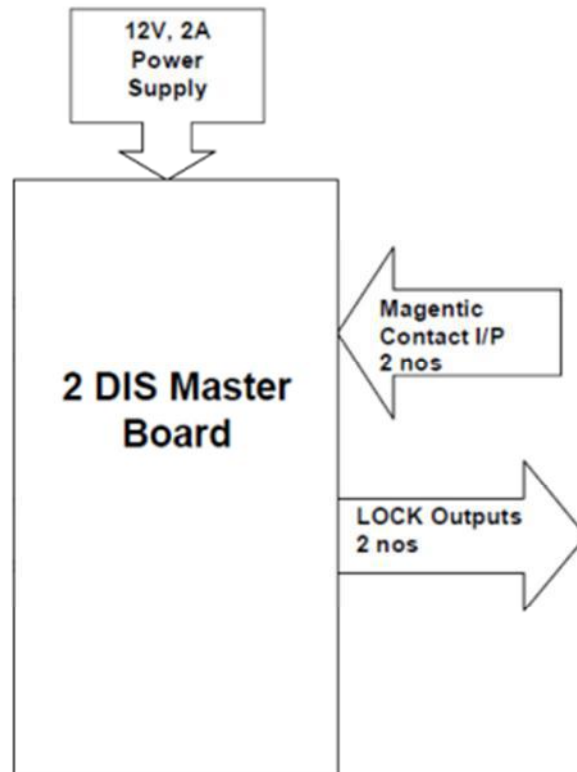 12V, 2A
Power
Supply
Magentic
Contact I/P
2 nos
2 DIS Master
Board
LOCK Outputs
2 nos